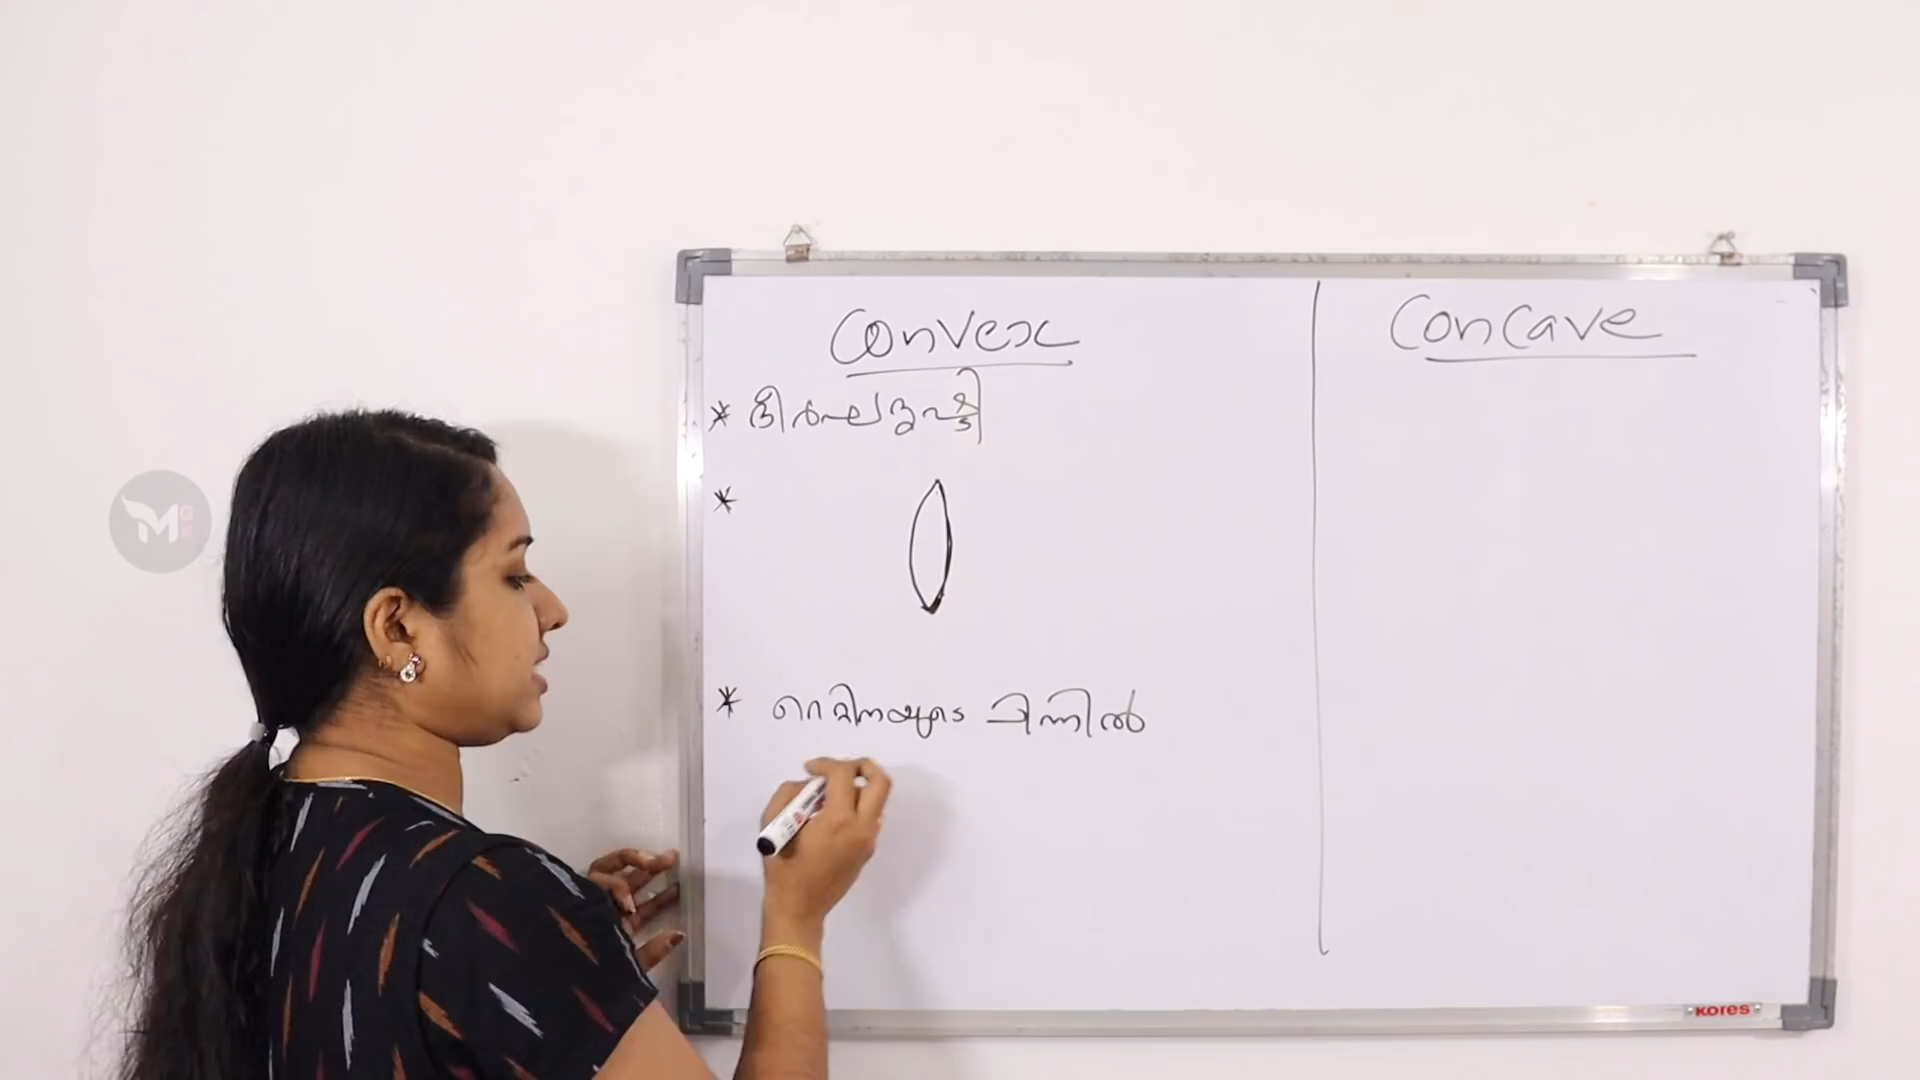 Convex
Concave
* ദീർഘദൃഷ്ടി
*
* റെറ്റിനയുടെ പിന്നിൽ
kores
M